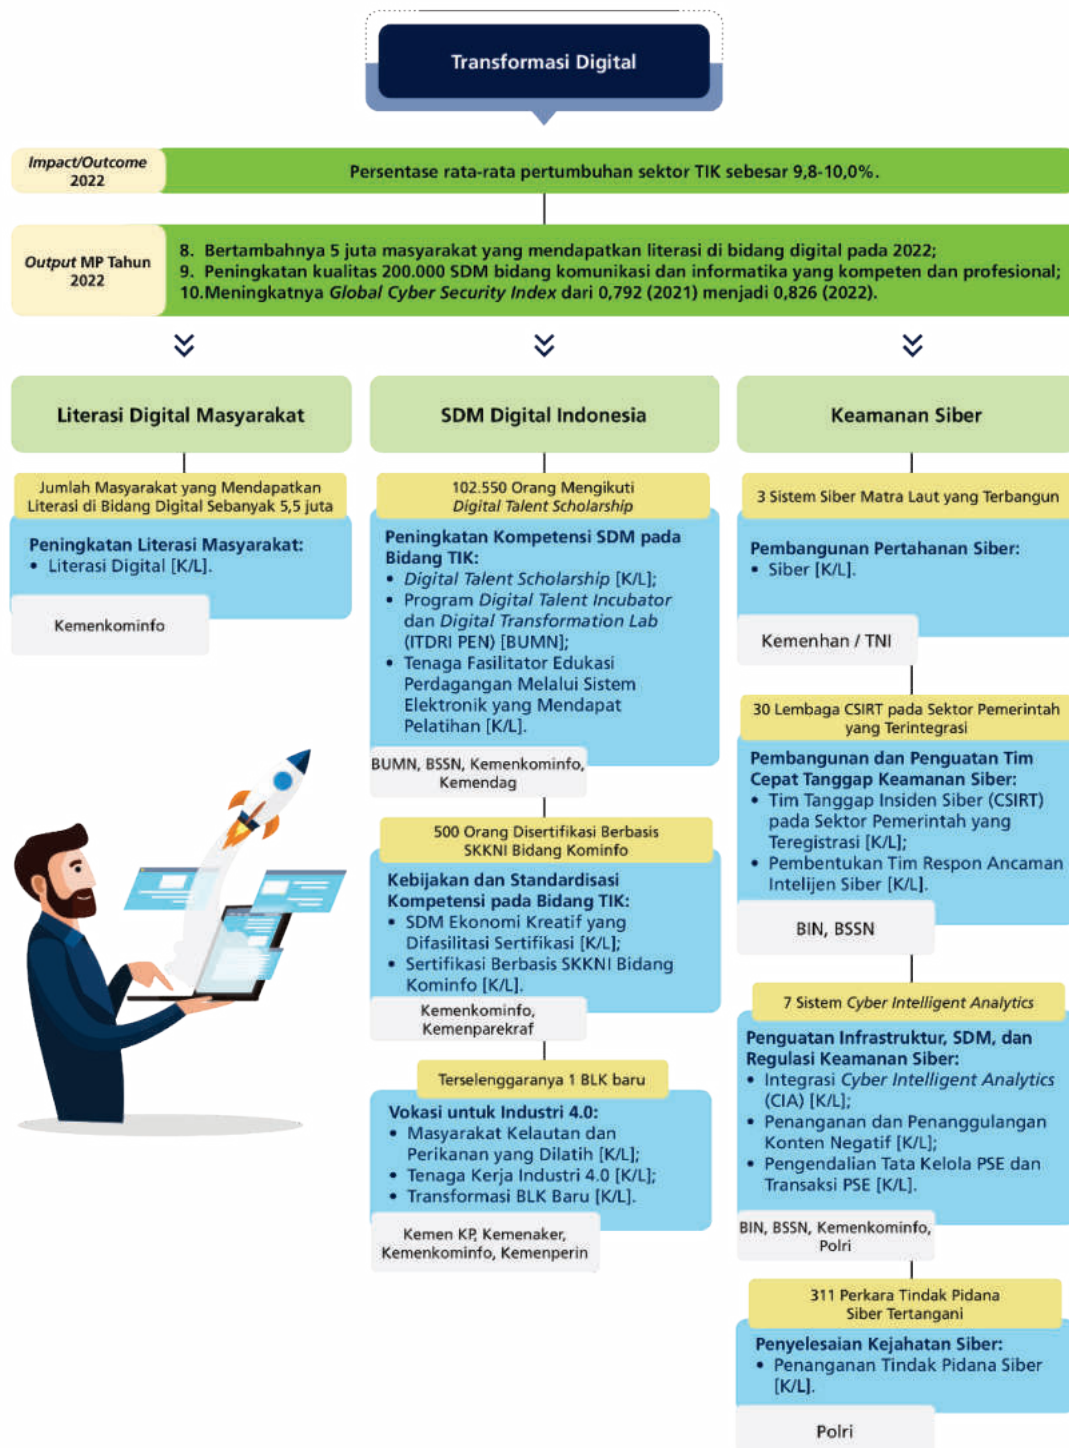 Transformasi Digital
Impact/Outcome
2022
Persentase rata-rata pertumbuhan sektor TIK sebesar 9,8-10,0%.
Output MP Tahun
2022
8. Bertambahnya 5 juta masyarakat yang mendapatkan literasi di bidang digital pada 2022;
9. Peningkatan kualitas 200.000 SDM bidang komunikasi dan informatika yang kompeten dan profesional;
10.Meningkatnya Global Cyber Security Index dari 0,792 (2021) menjadi 0,826 (2022).
Literasi Digital Masyarakat
Jumlah Masyarakat yang Mendapatkan
Literasi di Bidang Digital Sebanyak 5,5 juta
Peningkatan Literasi Masyarakat:
• Literasi Digital [K/L].
Kemenkominfo
SDM Digital Indonesia
102.550 Orang Mengikuti
Digital Talent Scholarship
Peningkatan Kompetensi SDM pada
Bidang TIK:
• Digital Talent Scholarship [K/L];
• Program Digital Talent Incubator
dan Digital Transformation Lab
(ITDRI PEN) [BUMN];
• Tenaga Fasilitator Edukasi
Perdagangan Melalui Sistem
Elektronik yang Mendapat
Pelatihan [K/L].
BUMN, BSSN, Kemenkominfo,
Kemendag
500 Orang Disertifikasi Berbasis
SKKNI Bidang Kominfo
Kebijakan dan Standardisasi
Kompetensi pada Bidang TIK:
• SDM Ekonomi Kreatif yang
Difasilitasi Sertifikasi [K/L];
• Sertifikasi Berbasis SKKNI Bidang
Kominfo [K/L].
Kemenkominfo,
Kemenparekraf
Terselenggaranya 1 BLK baru
Vokasi untuk Industri 4.0:
• Masyarakat Kelautan dan
Perikanan yang Dilatih [K/L];
• Tenaga Kerja Industri 4.0 [K/L];
• Transformasi BLK Baru [K/L].
Kemen KP, Kemenaker,
Kemenkominfo, Kemenperin
Keamanan Siber
3 Sistem Siber Matra Laut yang Terbangun
Pembangunan Pertahanan Siber:
• Siber [K/L].
Kemenhan / TNI
30 Lembaga CSIRT pada Sektor Pemerintah
yang Terintegrasi
Pembangunan dan Penguatan Tim
Cepat Tanggap Keamanan Siber:
• Tim Tanggap Insiden Siber (CSIRT)
pada Sektor Pemerintah yang
Teregistrasi [K/L];
• Pembentukan Tim Respon Ancaman
Intelijen Siber [K/L].
BIN, BSSN
7 Sistem Cyber Intelligent Analytics
Penguatan Infrastruktur, SDM, dan
Regulasi Keamanan Siber:
• Integrasi Cyber Intelligent Analytics
(CIA) [K/L];
• Penanganan dan Penanggulangan
Konten Negatif [K/L];
• Pengendalian Tata Kelola PSE dan
Transaksi PSE [K/L].
BIN, BSSN, Kemenkominfo,
Polri
311 Perkara Tindak Pidana
Siber Tertangani
Penyelesaian Kejahatan Siber:
• Penanganan Tindak Pidana Siber
[K/L].
Polri